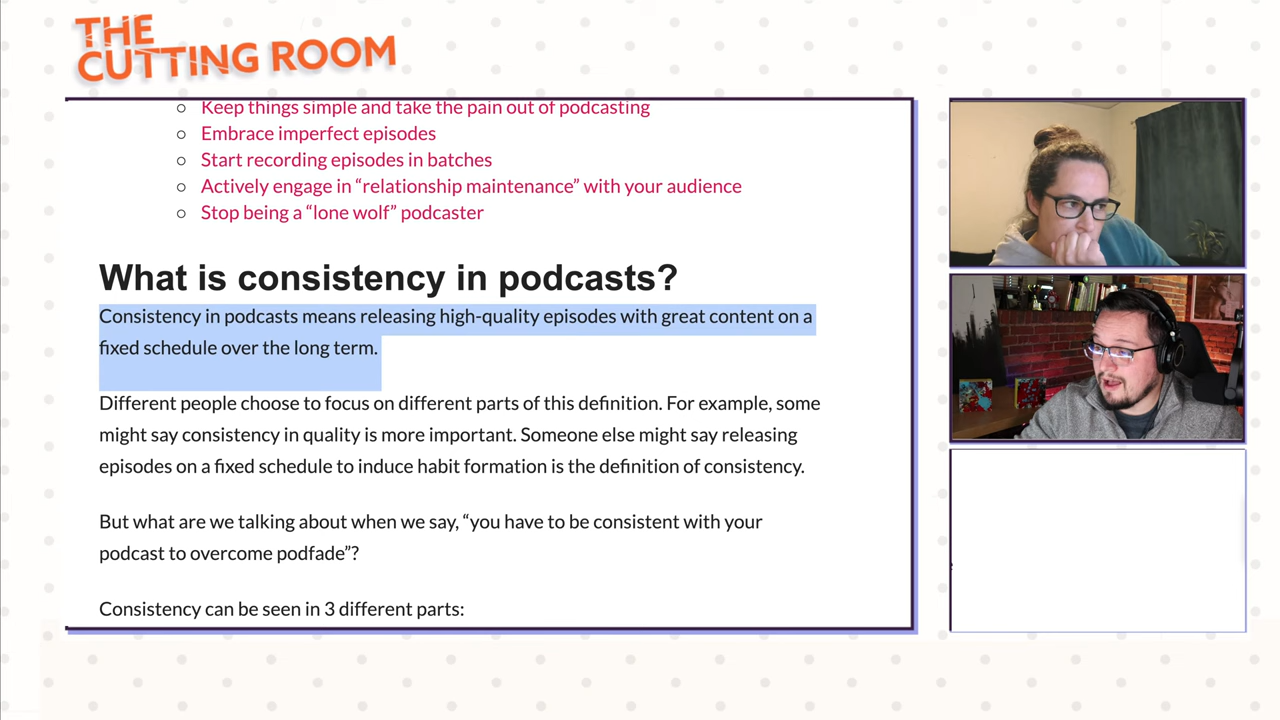 THE
CUTTING ROOM
Keep things simple and take the pain out of podcasting
Embrace imperfect episodes
Start recording episodes in batches
Actively engage in “relationship maintenance” with your audience
Stop being a “lone wolf” podcaster
What is consistency in podcasts?
Consistency in podcasts means releasing high-quality episodes with great content on a
fixed schedule over the long term.
Different people choose to focus on different parts of this definition. For example, some
might say consistency in quality is more important. Someone else might say releasing
episodes on a fixed schedule to induce habit formation is the definition of consistency.
But what are we talking about when we say, “you have to be consistent with your
podcast to overcome podfade”?
Consistency can be seen in 3 different parts: